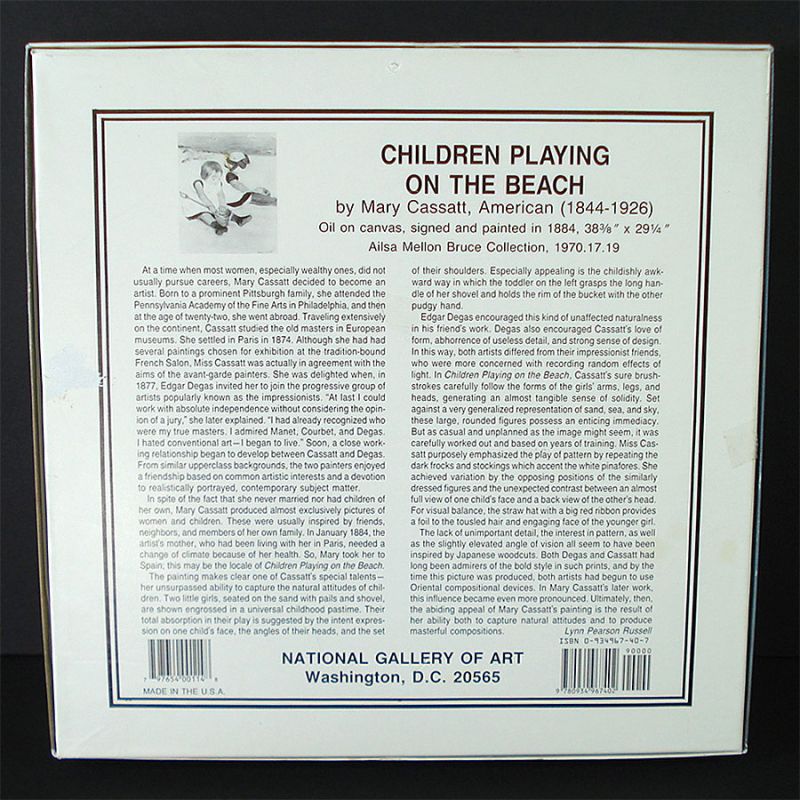 CHILDREN PLAYING
ON THE BEACH
by Mary Cassatt, American (1844-1926)
Oil on canvas, signed and painted in 1884, 38⅜" x 29¼"
Ailsa Mellon Bruce Collection, 1970.17.19
At a time when most women, especially wealthy ones, did not
usually pursue careers, Mary Cassatt decided to become an
artist. Born to a prominent Pittsburgh family, she attended the
Pennsylvania Academy of the Fine Arts in Philadelphia, and then
at the age of twenty-two, she went abroad. Traveling extensively
on the continent, Cassatt studied the old masters in European
museums. She settled in Paris in 1874. Although she had had
several paintings chosen for exhibition at the tradition-bound
French Salon, Miss Cassatt was actually in agreement with the
aims of the avant-garde painters. She was delighted when, in
1877, Edgar Degas invited her to join the progressive group of
artists popularly known as the impressionists. "At last I could
work with absolute independence without considering the opin-
ion of a jury," she later explained. "I had already recognized who
were my true masters. I admired Manet, Courbet, and Degas.
I hated conventional art—I began to live." Soon, a close work-
ing relationship began to develop between Cassatt and Degas.
From similar upperclass backgrounds, the two painters enjoyed
a friendship based on common artistic interests and a devotion
to realistically portrayed, contemporary subject matter.
In spite of the fact that she never married nor had children of
her own, Mary Cassatt produced almost exclusively pictures of
women and children. These were usually inspired by friends,
neighbors, and members of her own family. In January 1884, the
artist's mother, who had been living with her in Paris, needed a
change of climate because of her health. So, Mary took her to
Spain; this may be the locale of Children Playing on the Beach.
The painting makes clear one of Cassatt's special talents—
her unsurpassed ability to capture the natural attitudes of chil-
dren. Two little girls, seated on the sand with pails and shovel,
are shown engrossed in a universal childhood pastime. Their
total absorption in their play is suggested by the intent expres-
sion on one child's face, the angles of their heads, and the set
of their shoulders. Especially appealing is the childishly awk-
ward way in which the toddler on the left grasps the long han-
dle of her shovel and holds the rim of the bucket with the other
pudgy hand.
Edgar Degas encouraged this kind of unaffected naturalness
in his friend's work. Degas also encouraged Cassatt's love of
form, abhorrence of useless detail, and strong sense of design.
In this way, both artists differed from their impressionist friends,
who were more concerned with recording random effects of
light. In Children Playing on the Beach, Cassatt's sure brush-
strokes carefully follow the forms of the girls' arms, legs, and
heads, generating an almost tangible sense of solidity. Set
against a very generalized representation of sand, sea, and sky,
these large, rounded figures possess an enticing immediacy.
But as casual and unplanned as the image might seem, it was
carefully worked out and based on years of training. Miss Cas-
satt purposely emphasized the play of pattern by repeating the
dark frocks and stockings which accent the white pinafores. She
achieved variation by the opposing positions of the similarly
dressed figures and the unexpected contrast between an almost
full view of one child's face and a back view of the other's head.
For visual balance, the straw hat with a big red ribbon provides
a foil to the tousled hair and engaging face of the younger girl.
The lack of unimportant detail, the interest in pattern, as well
as the slightly elevated angle of vision all seem to have been
inspired by Japanese woodcuts. Both Degas and Cassatt had
long been admirers of the bold style in such prints, and by the
time this picture was produced, both artists had begun to use
Oriental compositional devices. In Mary Cassatt's later work,
this influence became even more pronounced. Ultimately, then,
the abiding appeal of Mary Cassatt's painting is the result of
her ability both to capture natural attitudes and to produce
masterful compositions. Lynn Pearson Russell
ISBN 0-934967-40-7
90000
7 97654 00114 8
MADE IN THE U.S.A.
NATIONAL GALLERY OF ART
Washington, D.C. 20565
9 780934 967402